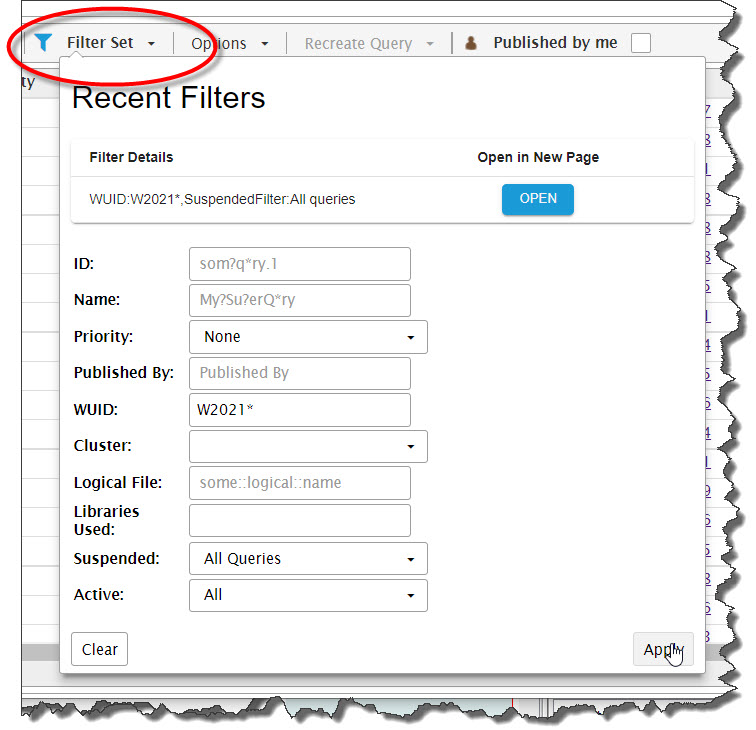 Filter Set Options Recreate Query Published by me
ty
Recent Filters
Filter Details Open in New Page
WUID:W2021*,SuspendedFilter:All queries OPEN
ID: som?q*ry.1
Name: My?Su?erQ*ry
Priority: None
Published By: Published By
WUID: W2021*
Cluster:
Logical File: some::logical::name
Libraries
Used:
Suspended: All Queries
Active: All
Clear Apply